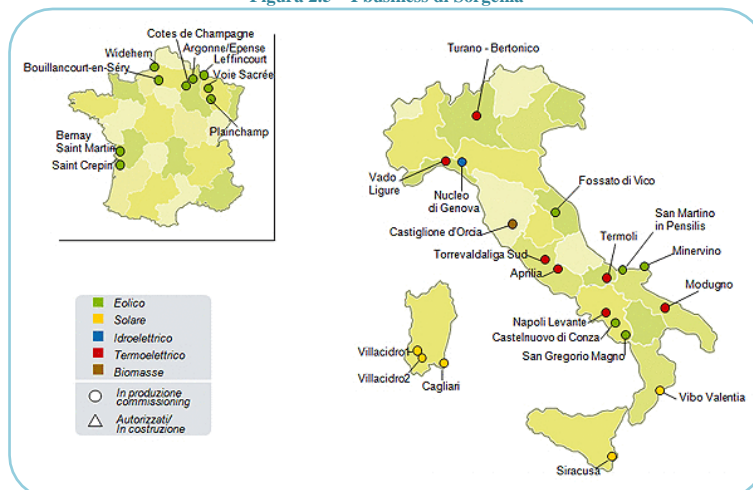 Figura 2.5 – I business di Sorgenia
Cotes de Champagne
Argonne/Epense
Widehem
Leffincourt
Bouillancourt-en-Séry
Voie Sacrée
Plainchamp
Bernay
Saint Martin
Saint Crepin
Turano - Bertonico
Vado
Ligure
Nucleo
di Genova
Fossato di Vico
Castiglione d'Orcia
San Martino
in Pensilis
Termoli
Minervino
Torrevaldaliga Sud
Aprilia
Modugno
Napoli Levante
Castelnuovo di Conza
San Gregorio Magno
Villacidro1
Villacidro2
Cagliari
Vibo Valentia
Siracusa
Eolico
Solare
Idroelettrico
Termoelettrico
Biomasse
In produzione
commissioning
Autorizzati/
In costruzione